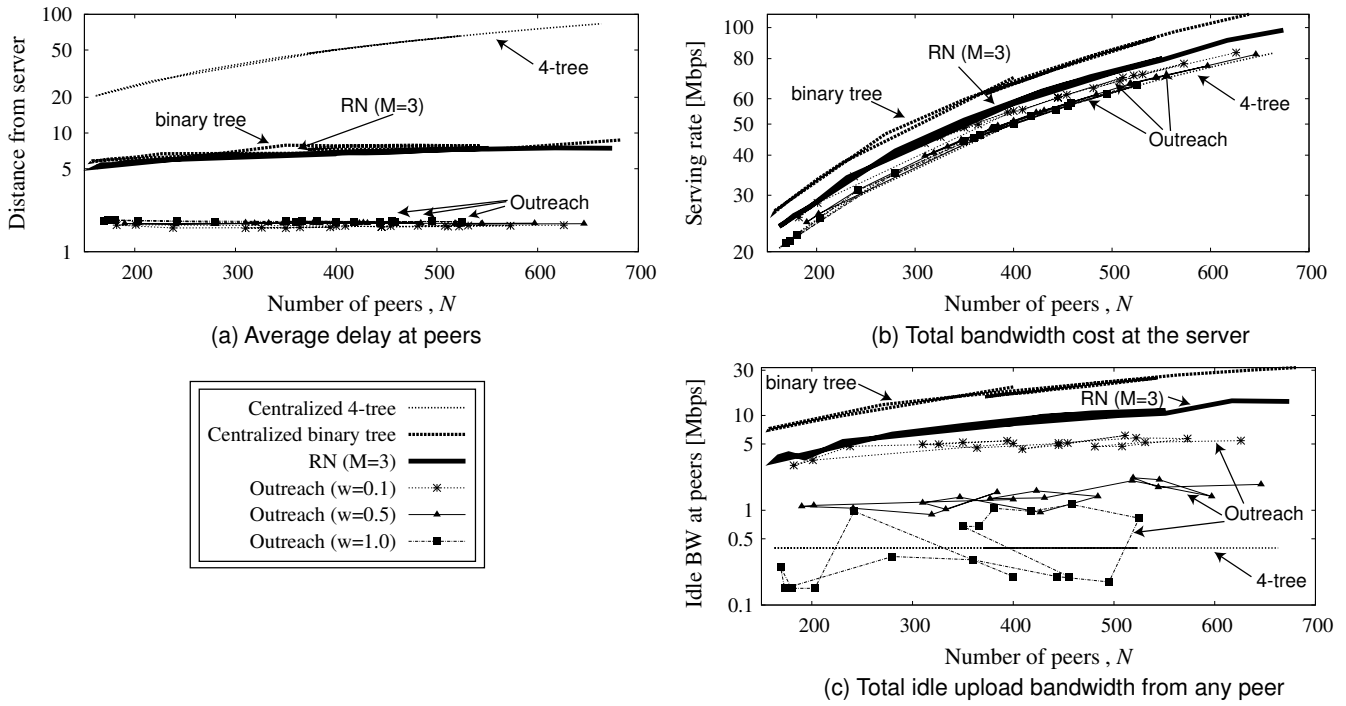 100
50
20
10
5
1
Distance from server
4-tree
RN (M=3)
binary tree
Outreach
200 300 400 500 600 700
Number of peers , N
(a) Average delay at peers
100
80
60
50
40
30
20
Serving rate [Mbps]
RN (M=3)
binary tree
4-tree
Outreach
200 300 400 500 600 700
Number of peers , N
(b) Total bandwidth cost at the server
Centralized 4-tree
Centralized binary tree
RN (M=3)
Outreach (w=0.1)
Outreach (w=0.5)
Outreach (w=1.0)
30
10
5
1
0.5
0.1
Idle BW at peers [Mbps]
binary tree
RN (M=3)
Outreach
4-tree
200 300 400 500 600 700
Number of peers , N
(c) Total idle upload bandwidth from any peer